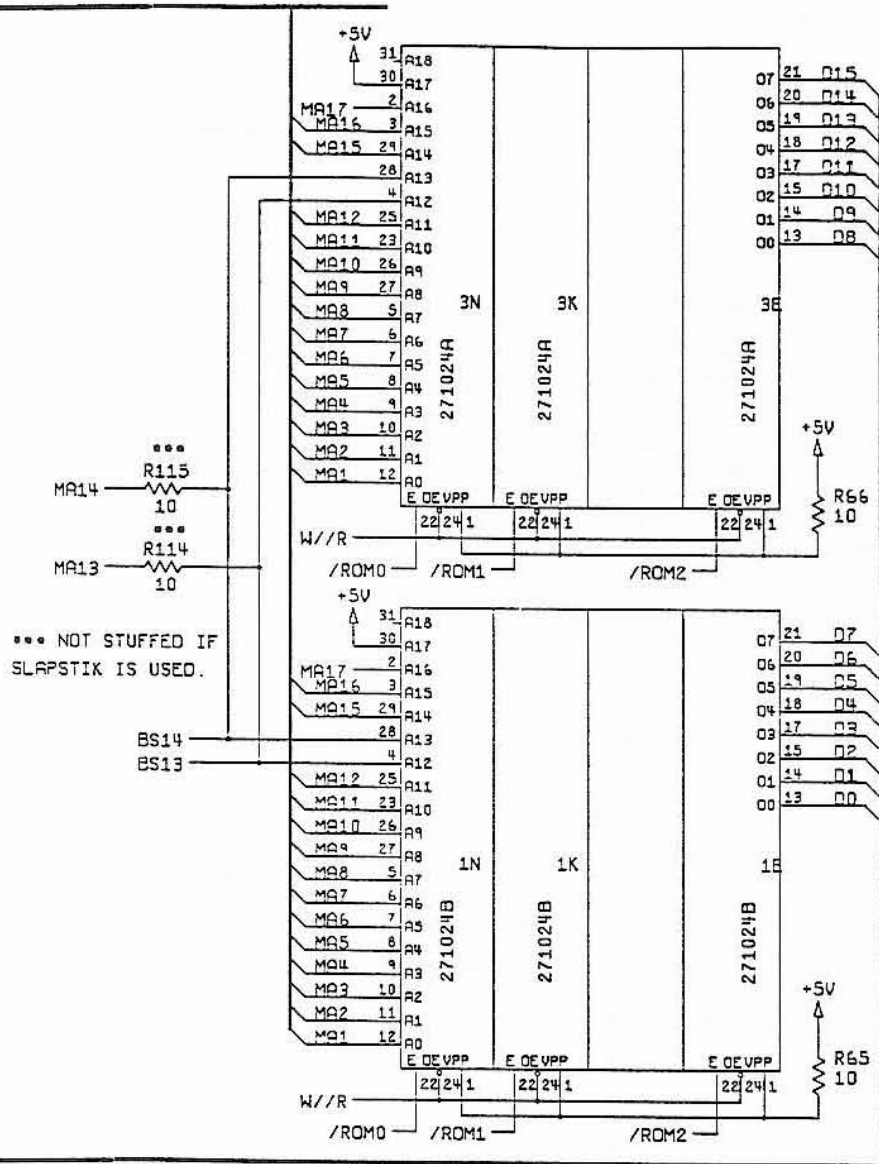 +5V
31 A18
30 A17
MA17 2 A16
MA16 3 A15
MA15 29 A14
28 A13
4 A12
MA12 25 A11
MA11 23 A10
MA10 26 A9
MA9 27 A8
MA8 5 A7
MA7 6 A6
MA6 7 A5
MA5 8 A4
MA4 9 A3
MA3 10 A2
MA2 11 A1
MA1 12 A0
O7 21 D15
O6 20 D14
O5 19 D13
O4 18 D12
O3 17 D11
O2 15 D10
O1 14 D9
O0 13 D8
3N 3K 3E
271024A 271024A 271024A
E OE VPP E OE VPP E OE VPP
22 24 1 22 24 1 22 24 1
+5V
R66
10
W//R
/ROM0 /ROM1 /ROM2
***
MA14 R115
10
***
MA13 R114
10
*** NOT STUFFED IF
SLAPSTIK IS USED.
BS14
BS13
+5V
31 A18
30 A17
MA17 2 A16
MA16 3 A15
MA15 29 A14
28 A13
4 A12
MA12 25 A11
MA11 23 A10
MA10 26 A9
MA9 27 A8
MA8 5 A7
MA7 6 A6
MA6 7 A5
MA5 8 A4
MA4 9 A3
MA3 10 A2
MA2 11 A1
MA1 12 A0
O7 21 D7
O6 20 D6
O5 19 D5
O4 18 D4
O3 17 D3
O2 15 D2
O1 14 D1
O0 13 D0
1N 1K 1E
271024B 271024B 271024B
E OE VPP E OE VPP E OE VPP
22 24 1 22 24 1 22 24 1
+5V
R65
10
W//R
/ROM0 /ROM1 /ROM2